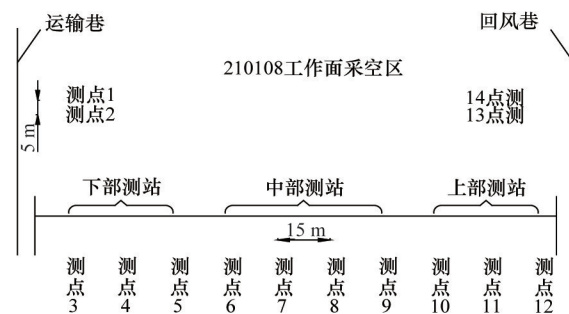 运输巷
回风巷
210108工作面采空区
测点1
测点2
14点测
13点测
5 m
下部测站
中部测站
上部测站
15 m
测点3
测点4
测点5
测点6
测点7
测点8
测点9
测点10
测点11
测点12